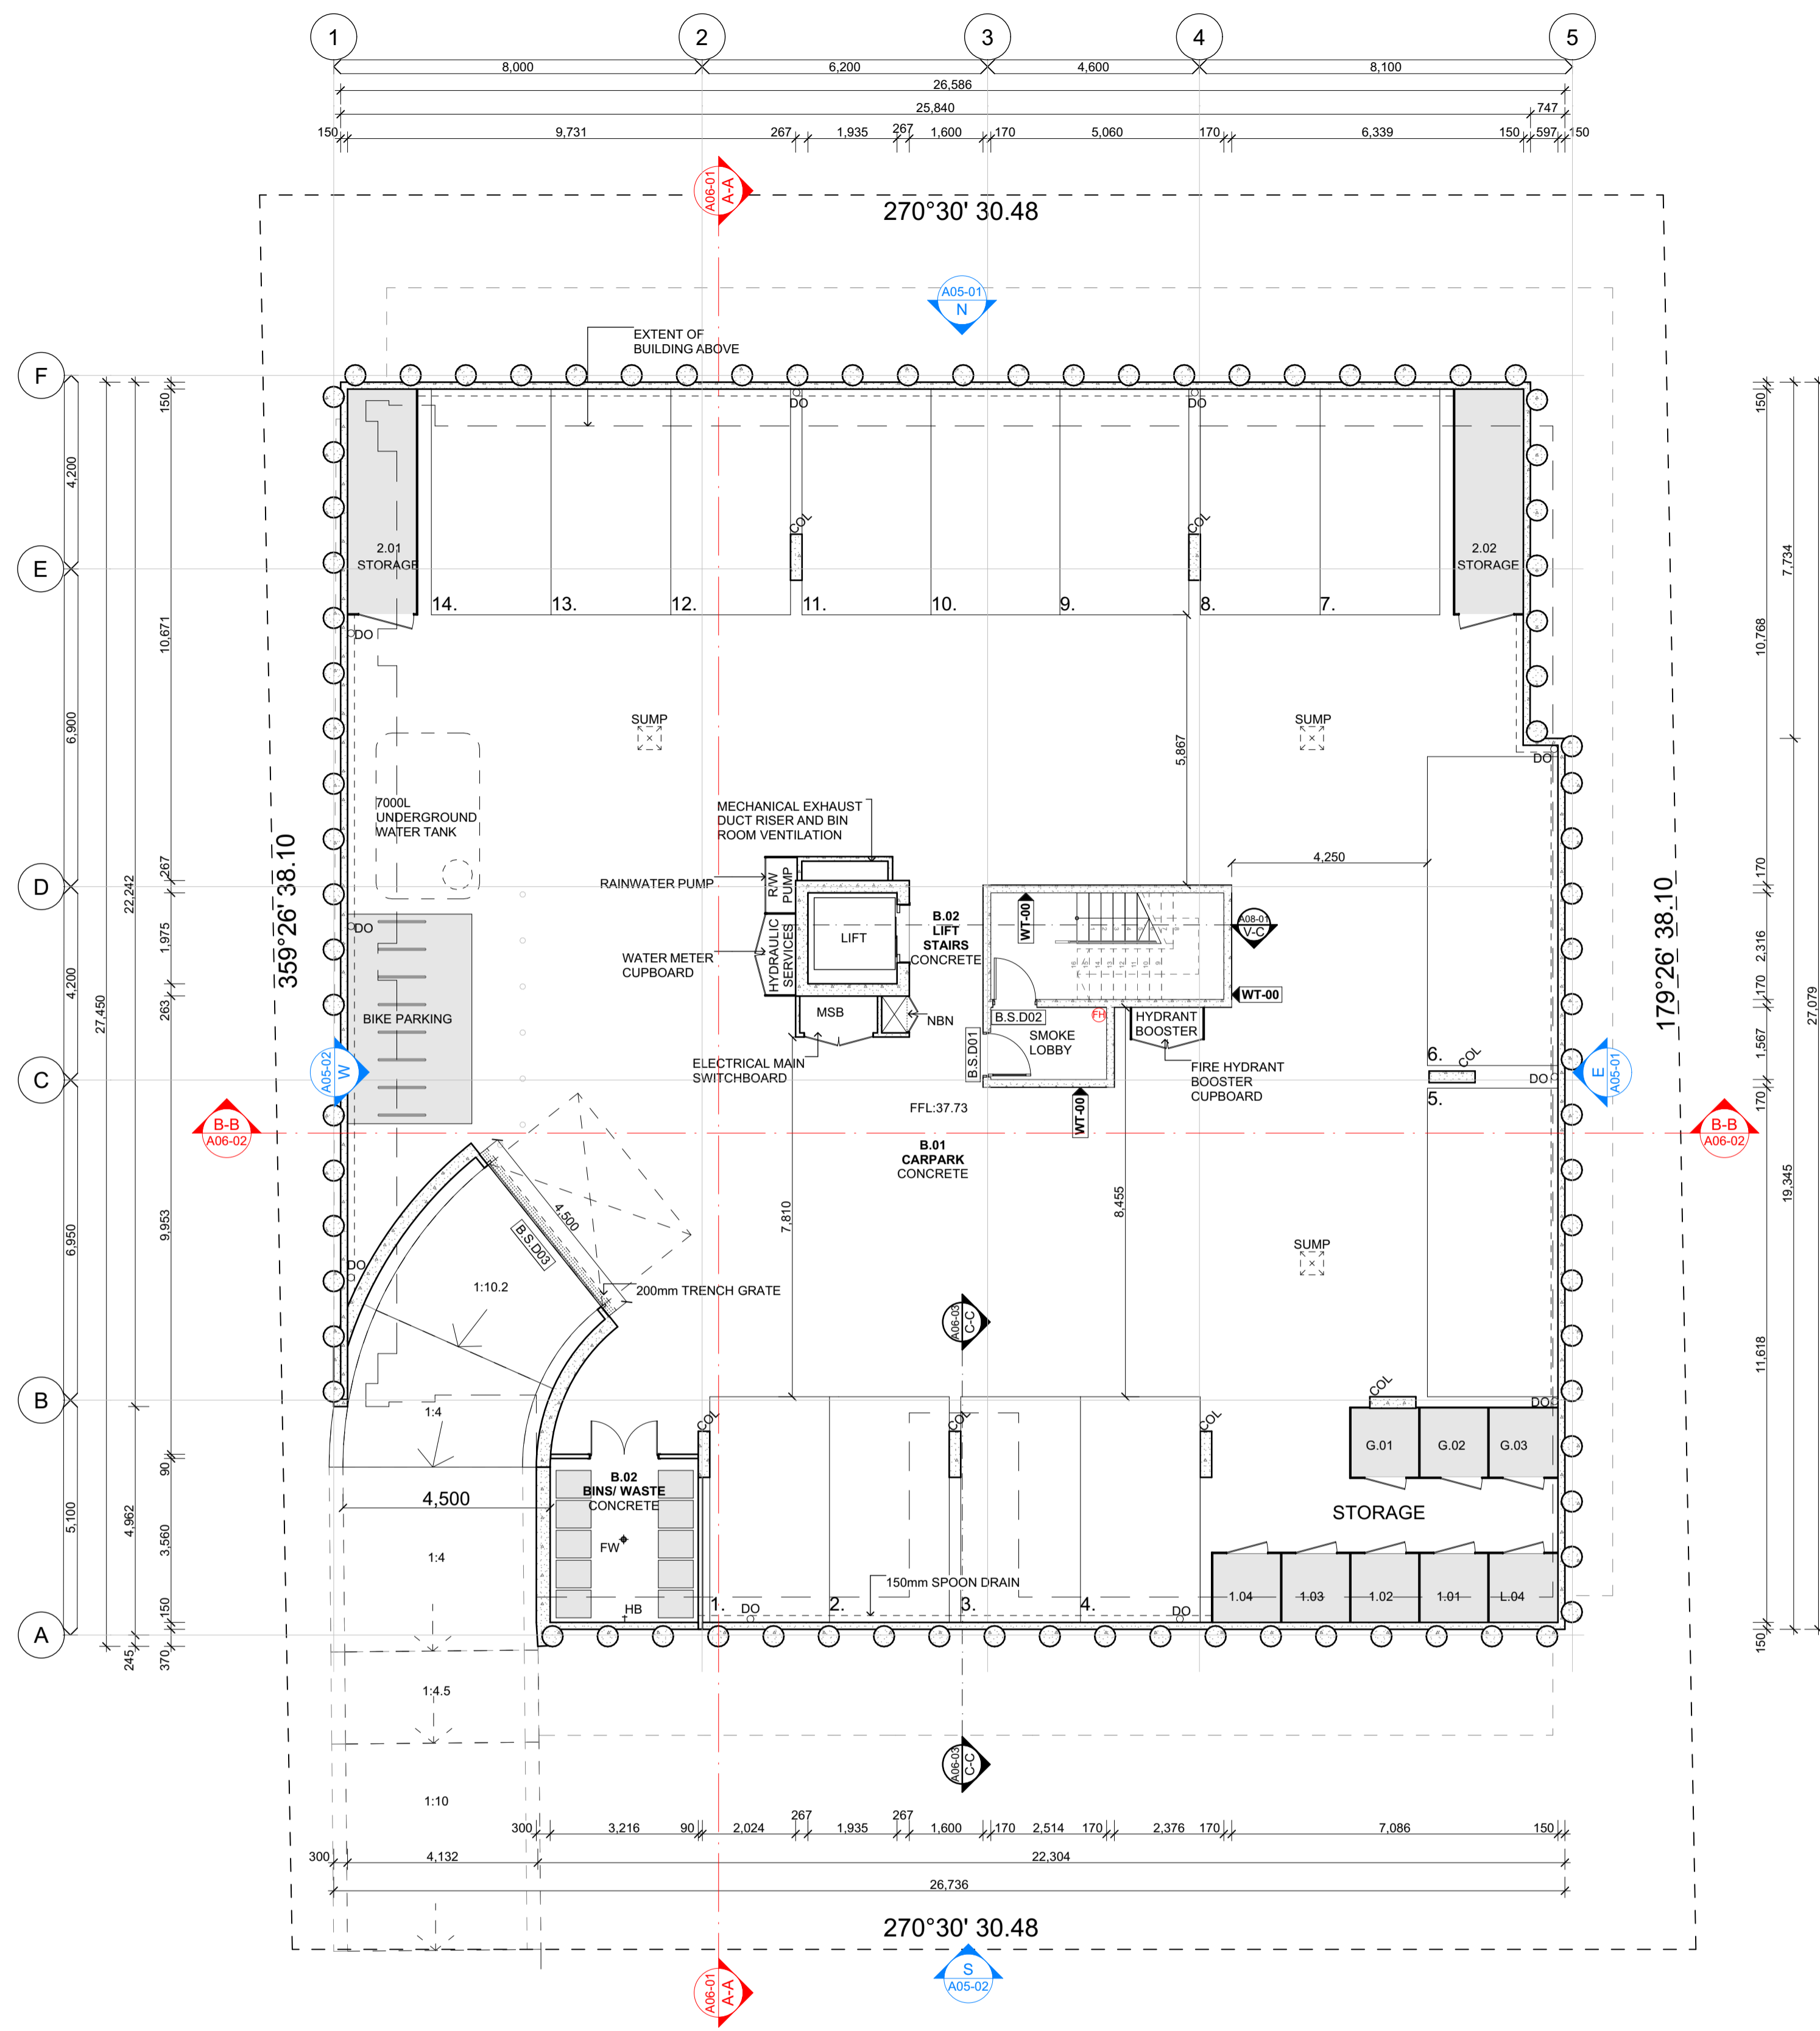 1
2
3
4
5
8,000
6,200
4,600
8,100
26,586
25,840
747
150
9,731
267
1,935
267
1,600
170
5,060
170
6,339
150
597
150
A06-01
A-A
270°30' 30.48
A05-01
N
EXTENT OF
BUILDING ABOVE
F
E
D
C
B
A
4,200
6,900
4,200
6,950
5,100
27,450
22,242
4,962
245
150
10,671
267
1,975
263
9,953
90
3,560
150
370
359°26' 38.10
179°26' 38.10
150
10,768
170
2,316
170
1,567
170
11,618
150
7,734
19,345
27,079
DO
DO
COL
COL
2.01
STORAGE
2.02
STORAGE
14.
13.
12.
11.
10.
9.
8.
7.
DO
SUMP
SUMP
5,867
DO
7000L
UNDERGROUND
WATER TANK
MECHANICAL EXHAUST
DUCT RISER AND BIN
ROOM VENTILATION
4,250
RAINWATER PUMP
R/W
PUMP
HYDRAULIC
SERVICES
LIFT
B.02
LIFT
STAIRS
CONCRETE
WT-00
A08-01
V-C
DO
WATER METER
CUPBOARD
WT-00
16
15
14
13
12
11
10
9
BIKE PARKING
MSB
NBN
B.S.D02
FH
HYDRANT
BOOSTER
B.S.D01
SMOKE
LOBBY
ELECTRICAL MAIN
SWITCHBOARD
FIRE HYDRANT
BOOSTER
CUPBOARD
6.
COL
DO
5.
A05-02
W
E
A05-01
B-B
A06-02
B-B
A06-02
FFL:37.73
WT-00
B.01
CARPARK
CONCRETE
4,500
B.S.D03
7,810
8,455
SUMP
DO
1:10.2
200mm TRENCH GRATE
A06-03
C-C
COL
DO
1:4
COL
COL
COL
G.01
G.02
G.03
B.02
BINS/ WASTE
CONCRETE
4,500
STORAGE
FW
1:4
150mm SPOON DRAIN
1.04
1.03
1.02
1.01
L.04
HB
1.
DO
2.
3.
4.
DO
1:4.5
A06-03
C-C
1:10
300
3,216
90
2,024
267
1,935
267
1,600
170
2,514
170
2,376
170
7,086
150
300
4,132
22,304
26,736
270°30' 30.48
S
A05-02
A06-01
A-A